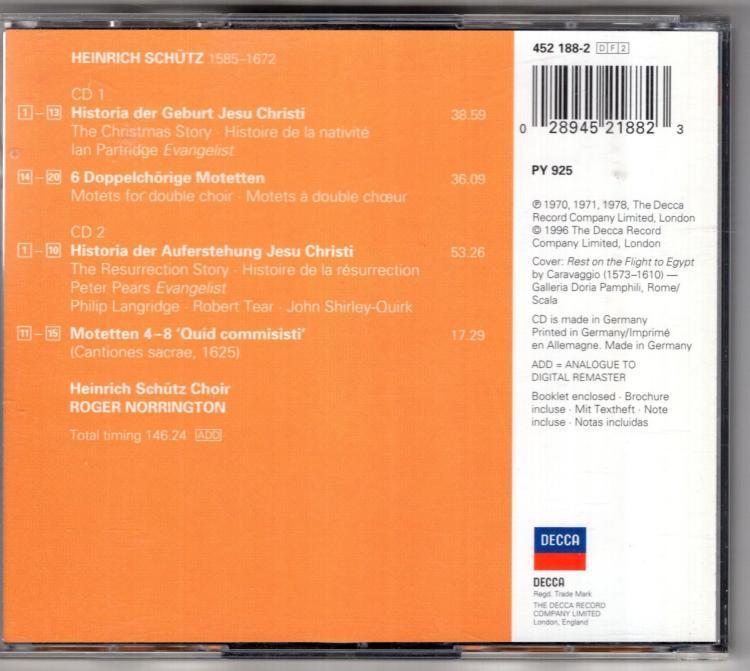 HEINRICH SCHÜTZ 1585–1672
CD 1
1 – 13 Historia der Geburt Jesu Christi 38.59
The Christmas Story · Histoire de la nativité
Ian Partridge Evangelist
14 – 20 6 Doppelchörige Motetten 36.09
Motets for double choir · Motets à double chœur
CD 2
1 – 10 Historia der Auferstehung Jesu Christi 53.26
The Resurrection Story · Histoire de la résurrection
Peter Pears Evangelist
Philip Langridge · Robert Tear · John Shirley-Quirk
11 – 15 Motetten 4–8 ‘Quid commisisti’ 17.29
(Cantiones sacrae, 1625)
Heinrich Schütz Choir
ROGER NORRINGTON
Total timing 146.24 ADD
452 188-2 DF2
0 28945 21882 3
PY 925
℗ 1970, 1971, 1978, The Decca
Record Company Limited, London
© 1996 The Decca Record
Company Limited, London
Cover: Rest on the Flight to Egypt
by Caravaggio (1573–1610) —
Galleria Doria Pamphili, Rome/
Scala
CD is made in Germany
Printed in Germany/Imprimé
en Allemagne. Made in Germany
ADD = ANALOGUE TO
DIGITAL REMASTER
Booklet enclosed · Brochure
incluse · Mit Textheft · Note
incluse · Notas incluidas
DECCA
DECCA
Regd. Trade Mark
THE DECCA RECORD
COMPANY LIMITED
London, England